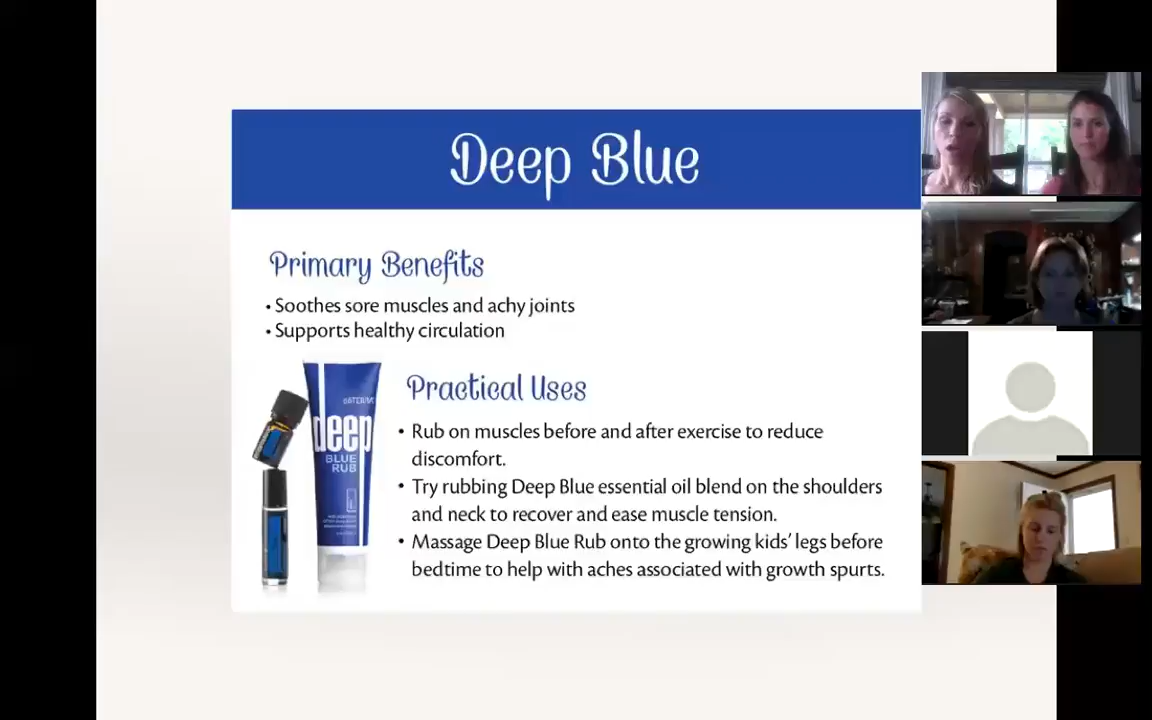 Deep Blue
Primary Benefits
• Soothes sore muscles and achy joints
• Supports healthy circulation
deep
BLUE
RUB
Practical Uses
• Rub on muscles before and after exercise to reduce
discomfort.
• Try rubbing Deep Blue essential oil blend on the shoulders
and neck to recover and ease muscle tension.
• Massage Deep Blue Rub onto the growing kids’ legs before
bedtime to help with aches associated with growth spurts.